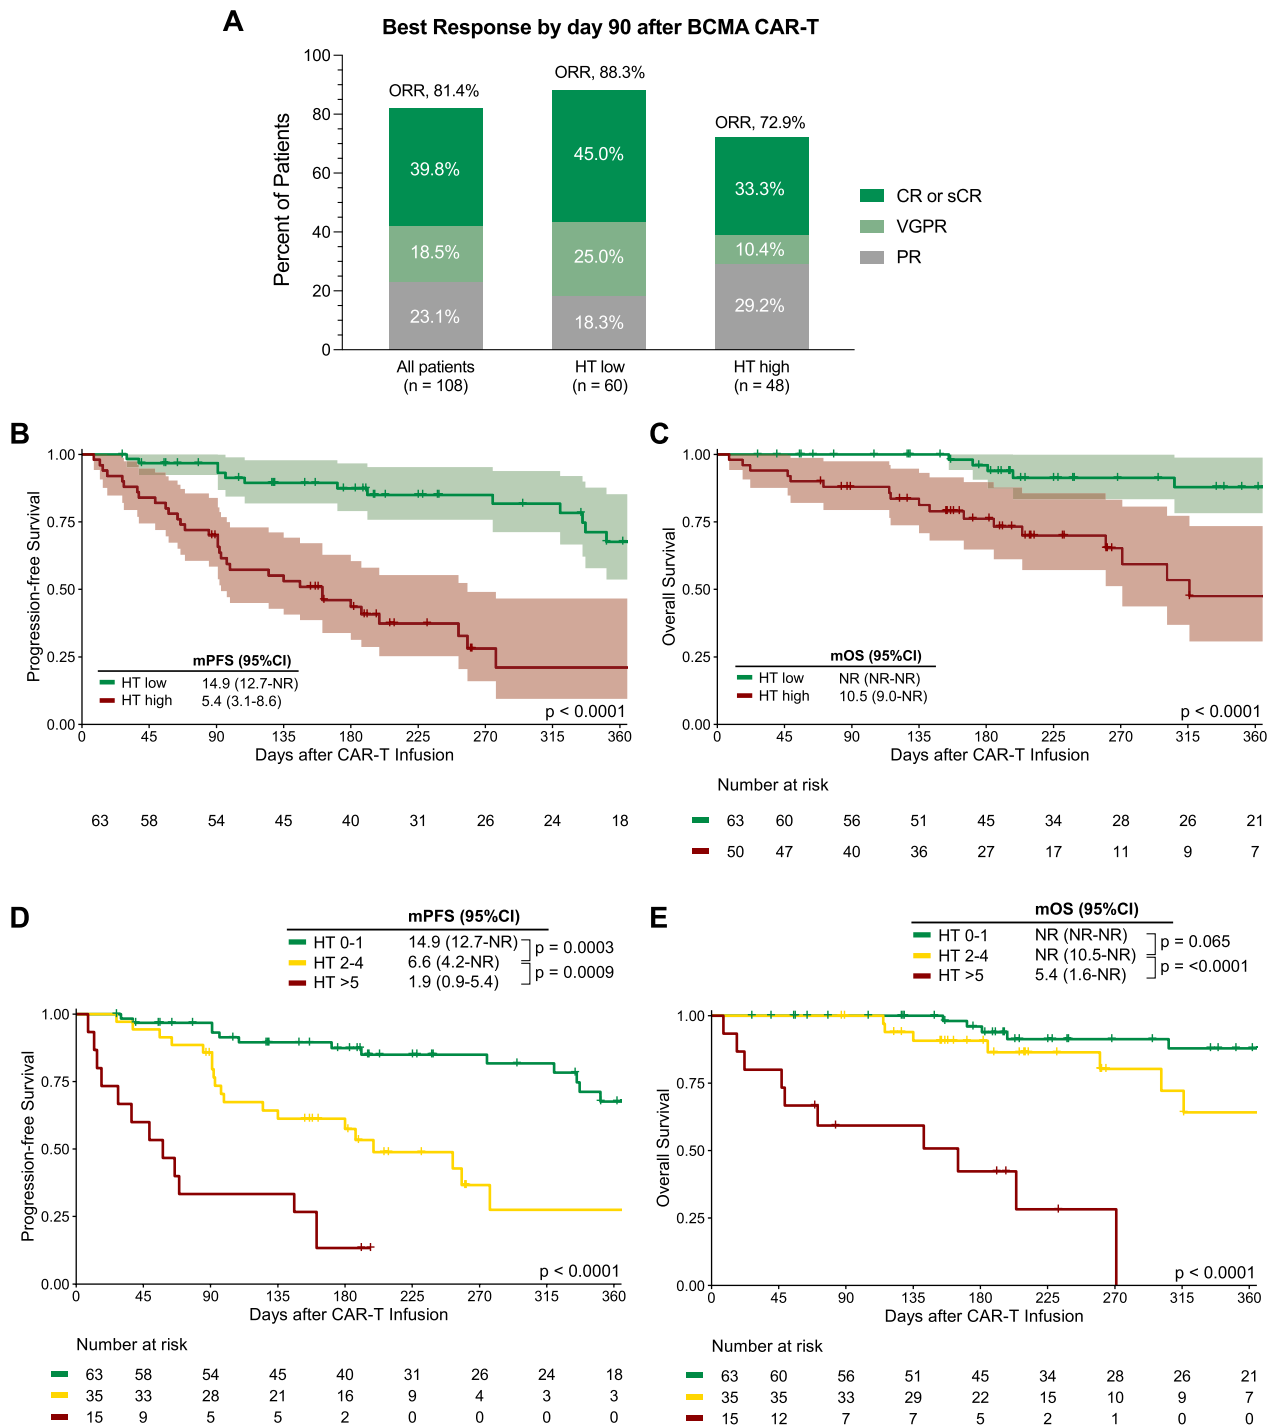 A
Best Response by day 90 after BCMA CAR-T
Percent of Patients
100
80
60
40
20
0
ORR, 81.4%
39.8%
18.5%
23.1%
ORR, 88.3%
45.0%
25.0%
18.3%
ORR, 72.9%
33.3%
10.4%
29.2%
All patients
(n = 108)
HT low
(n = 60)
HT high
(n = 48)
CR or sCR
VGPR
PR
B
Progression-free Survival
1.00
0.75
0.50
0.25
0.00
mPFS (95%CI)
HT low 14.9 (12.7-NR)
HT high 5.4 (3.1-8.6)
p < 0.0001
0 45 90 135 180 225 270 315 360
Days after CAR-T Infusion
63 58 54 45 40 31 26 24 18
C
Overall Survival
1.00
0.75
0.50
0.25
0.00
mOS (95%CI)
HT low NR (NR-NR)
HT high 10.5 (9.0-NR)
p < 0.0001
0 45 90 135 180 225 270 315 360
Days after CAR-T Infusion
Number at risk
63 60 56 51 45 34 28 26 21
50 47 40 36 27 17 11 9 7
D
mPFS (95%CI)
HT 0-1 14.9 (12.7-NR)
HT 2-4 6.6 (4.2-NR)
HT >5 1.9 (0.9-5.4)
p = 0.0003
p = 0.0009
Progression-free Survival
1.00
0.75
0.50
0.25
0.00
p < 0.0001
0 45 90 135 180 225 270 315 360
Days after CAR-T Infusion
Number at risk
63 58 54 45 40 31 26 24 18
35 33 28 21 16 9 4 3 3
15 9 5 5 2 0 0 0 0
E
mOS (95%CI)
HT 0-1 NR (NR-NR)
HT 2-4 NR (10.5-NR)
HT >5 5.4 (1.6-NR)
p = 0.065
p = <0.0001
Overall Survival
1.00
0.75
0.50
0.25
0.00
p < 0.0001
0 45 90 135 180 225 270 315 360
Days after CAR-T Infusion
Number at risk
63 60 56 51 45 34 28 26 21
35 35 33 29 22 15 10 9 7
15 12 7 7 5 2 1 0 0